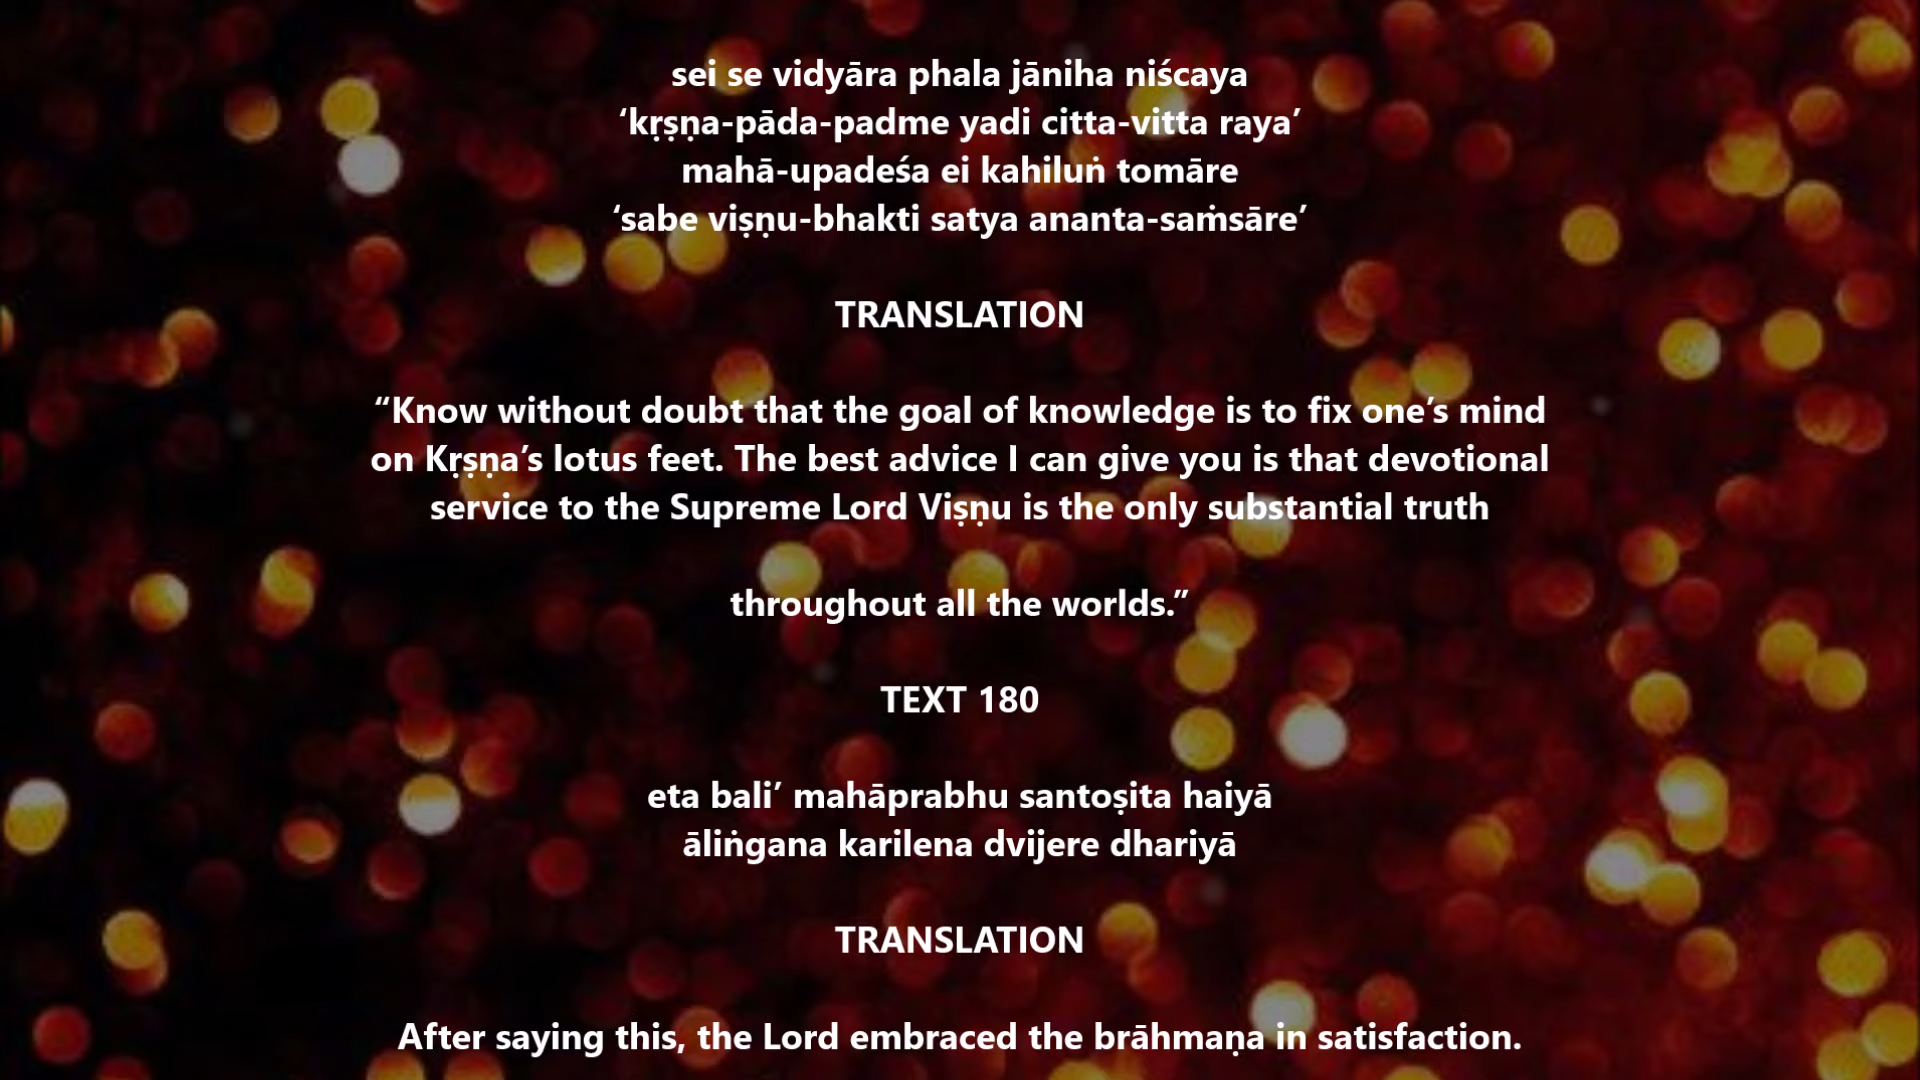 sei se vidyāra phala jāniha niścaya
‘kṛṣṇa-pāda-padme yadi citta-vitta raya’
mahā-upadeśa ei kahiluṅ tomāre
‘sabe viṣṇu-bhakti satya ananta-saṁsāre’
TRANSLATION
“Know without doubt that the goal of knowledge is to fix one’s mind
on Kṛṣṇa’s lotus feet. The best advice I can give you is that devotional
service to the Supreme Lord Viṣṇu is the only substantial truth
throughout all the worlds.”
TEXT 180
eta bali’ mahāprabhu santoṣita haiyā
āliṅgana karilena dvijere dhariyā
TRANSLATION
After saying this, the Lord embraced the brāhmaṇa in satisfaction.